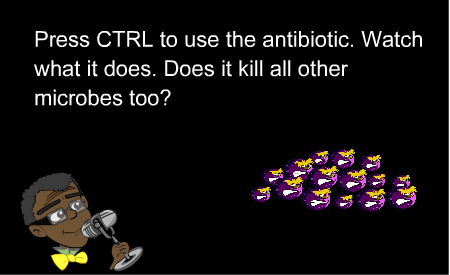 Press CTRL to use the antibiotic. Watch
what it does. Does it kill all other
microbes too?